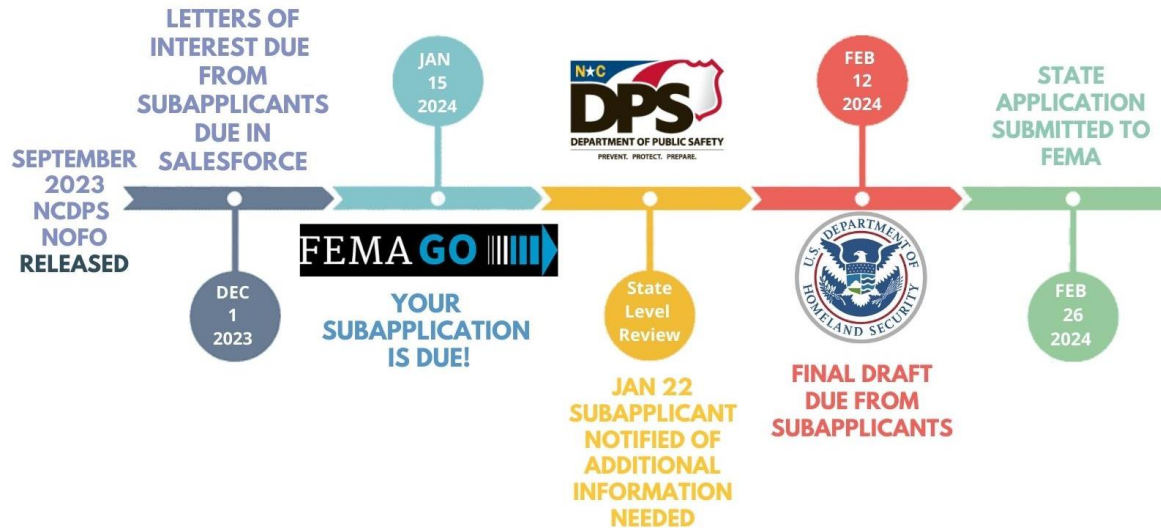 SEPTEMBER
2023
NCDPS
NOFO
RELEASED
LETTERS OF
INTEREST DUE
FROM
SUBAPPLICANTS
DUE IN
SALESFORCE
DEC
1
2023
JAN
15
2024
FEMA GO
YOUR
SUBAPPLICATION
IS DUE!
N★C
DPS
DEPARTMENT OF PUBLIC SAFETY
PREVENT. PROTECT. PREPARE.
State
Level
Review
JAN 22
SUBAPPLICANT
NOTIFIED OF
ADDITIONAL
INFORMATION
NEEDED
FEB
12
2024
U.S. DEPARTMENT OF
HOMELAND SECURITY
FINAL DRAFT
DUE FROM
SUBAPPLICANTS
STATE
APPLICATION
SUBMITTED TO
FEMA
FEB
26
2024